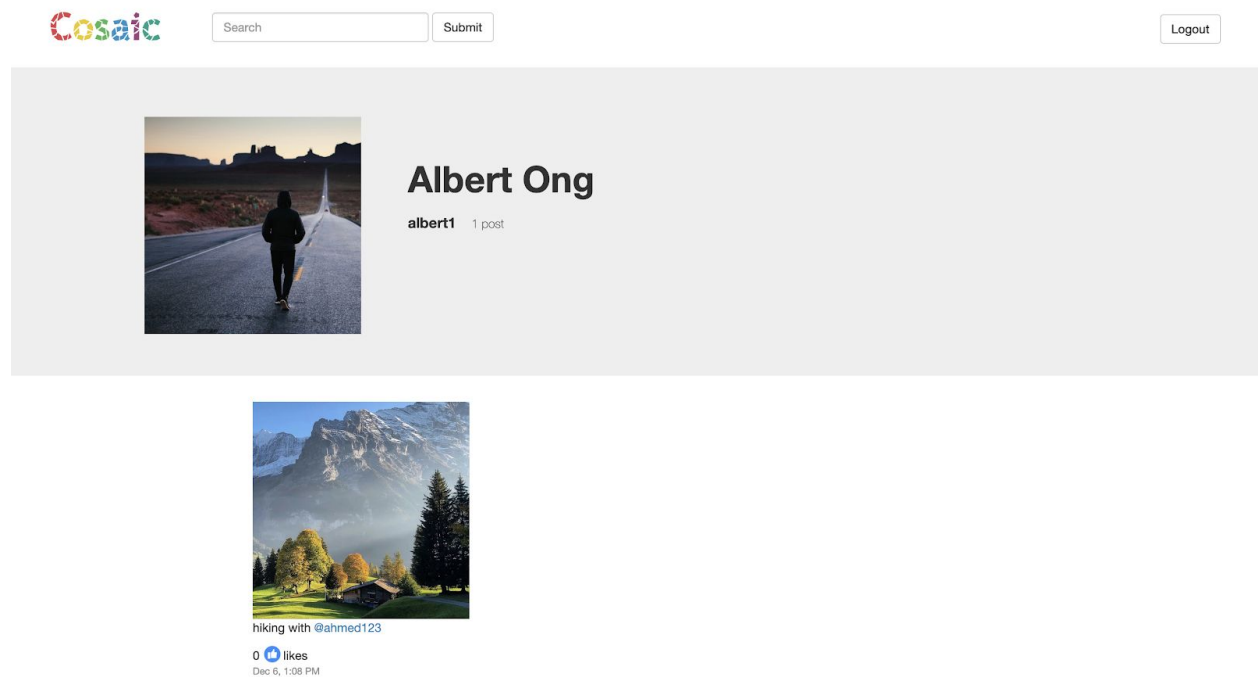 Cosaic Search Submit Logout
Albert Ong
albert1 1 post
hiking with @ahmed123
0 likes
Dec 6, 1:08 PM